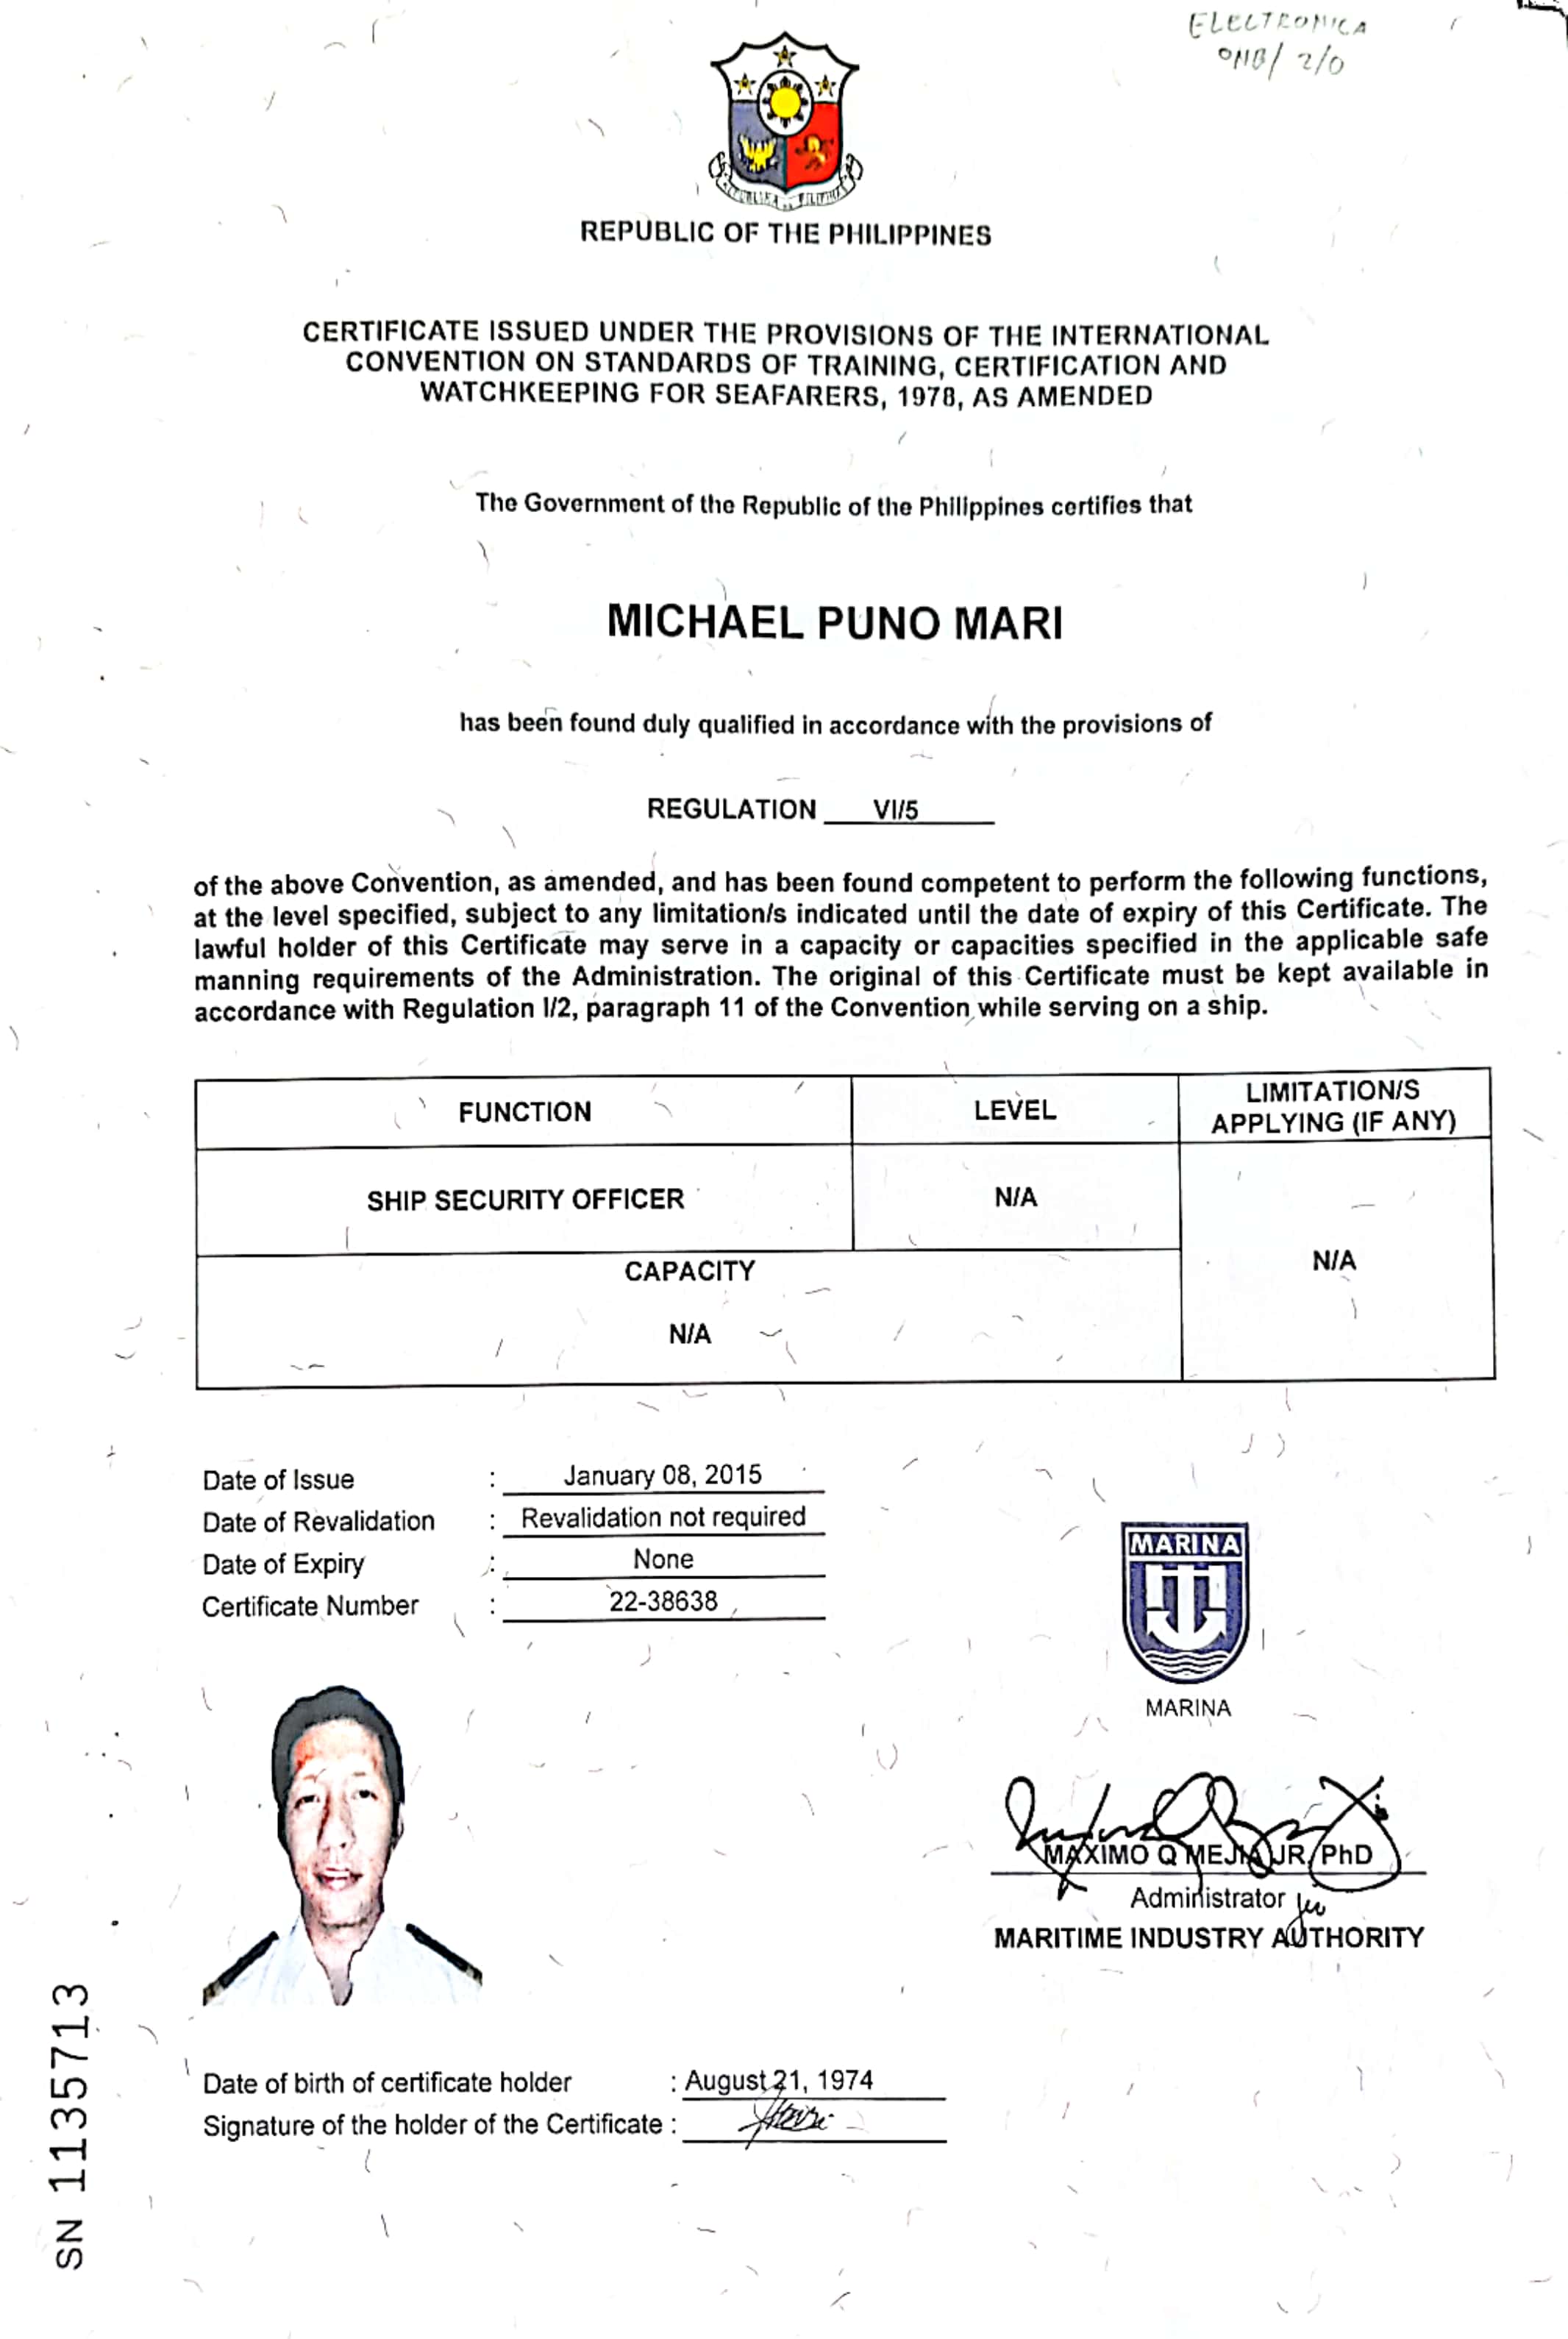 ELECTRONICA
ONB/ 2/0
REPUBLIC OF THE PHILIPPINES
CERTIFICATE ISSUED UNDER THE PROVISIONS OF THE INTERNATIONAL
CONVENTION ON STANDARDS OF TRAINING, CERTIFICATION AND
WATCHKEEPING FOR SEAFARERS, 1978, AS AMENDED
The Government of the Republic of the Philippines certifies that
MICHAEL PUNO MARI
has been found duly qualified in accordance with the provisions of
REGULATION VI/5
of the above Convention, as amended, and has been found competent to perform the following functions,
at the level specified, subject to any limitation/s indicated until the date of expiry of this Certificate. The
lawful holder of this Certificate may serve in a capacity or capacities specified in the applicable safe
manning requirements of the Administration. The original of this Certificate must be kept available in
accordance with Regulation I/2, paragraph 11 of the Convention while serving on a ship.
FUNCTION LEVEL LIMITATION/S
APPLYING (IF ANY)
SHIP SECURITY OFFICER N/A
N/A
CAPACITY
N/A
Date of Issue : January 08, 2015
Date of Revalidation : Revalidation not required
Date of Expiry : None
Certificate Number : 22-38638
MARINA
MARINA
MAXIMO Q MEJIA JR, PhD
Administrator
MARITIME INDUSTRY AUTHORITY
Date of birth of certificate holder : August 21, 1974
Signature of the holder of the Certificate :
SN 1135713